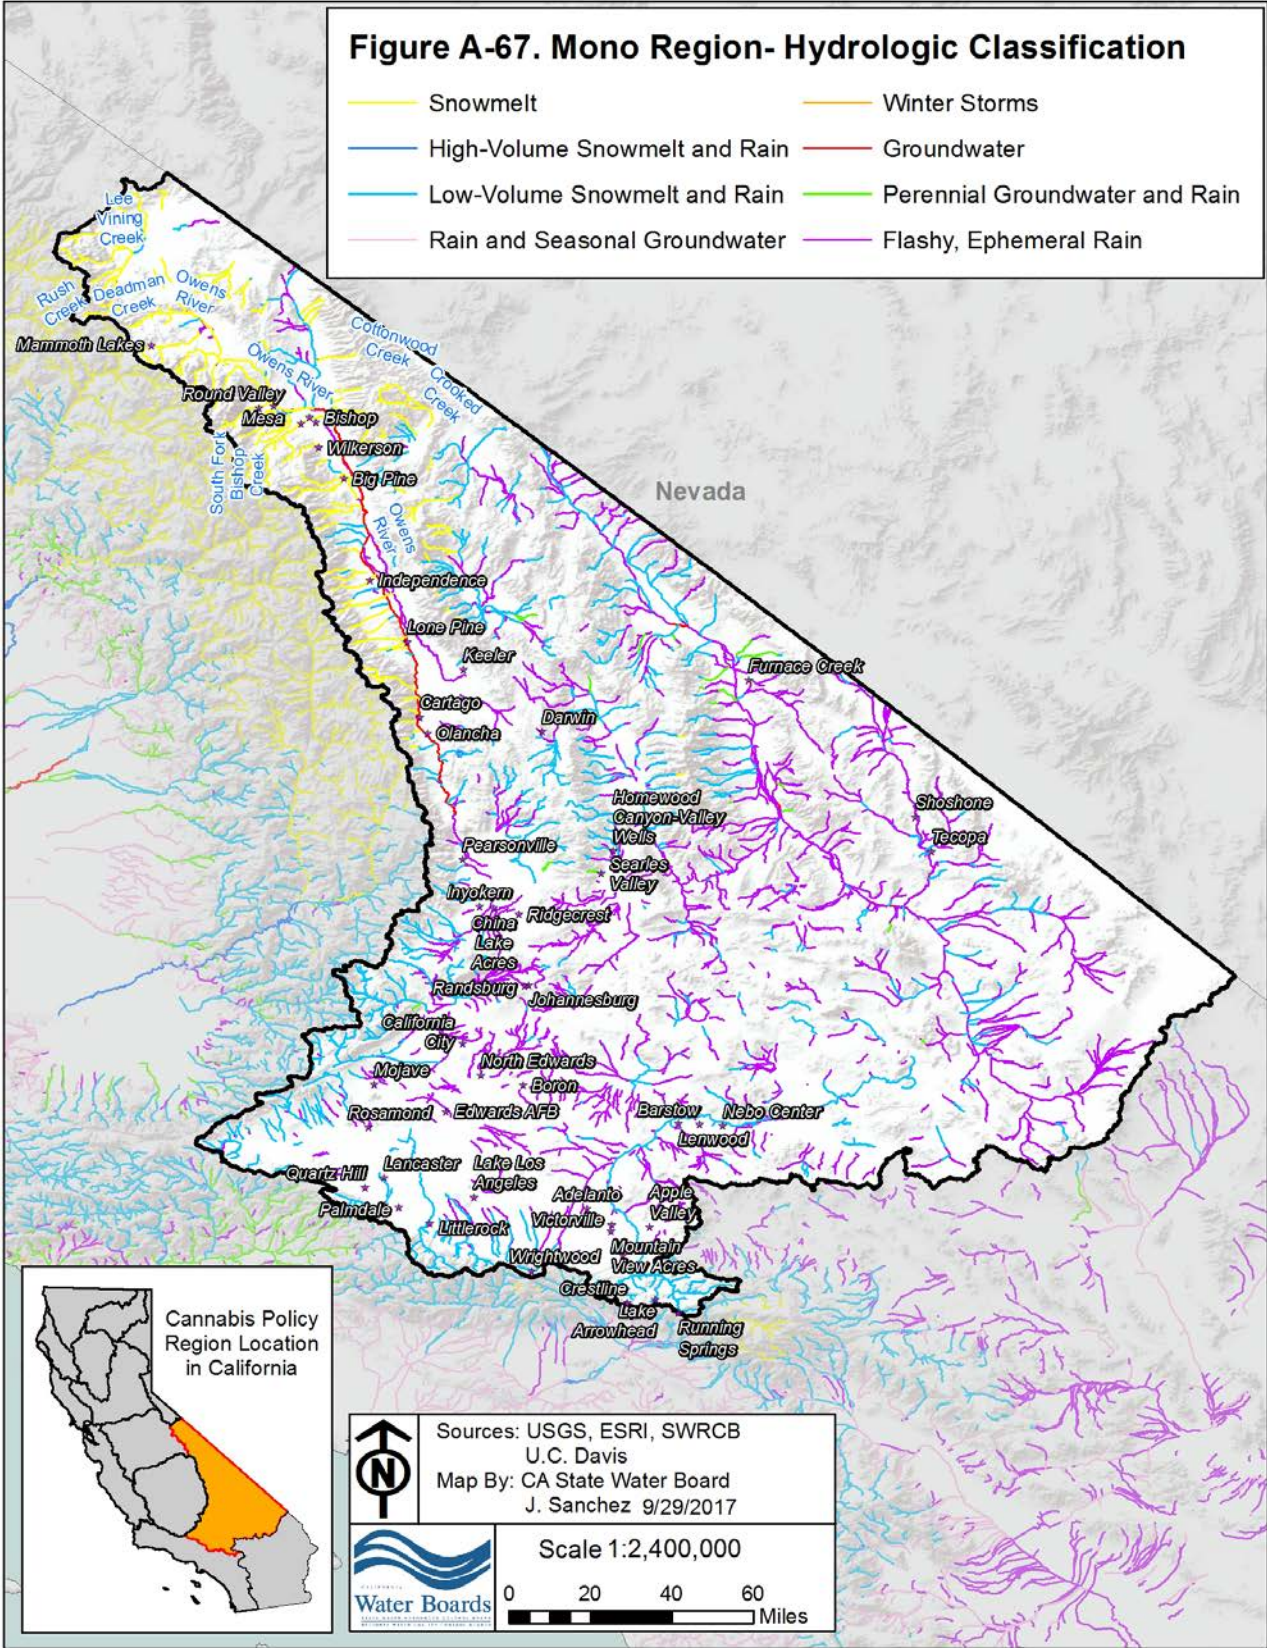 Figure A-67. Mono Region- Hydrologic Classification
Snowmelt
Winter Storms
High-Volume Snowmelt and Rain
Groundwater
Low-Volume Snowmelt and Rain
Perennial Groundwater and Rain
Rain and Seasonal Groundwater
Flashy, Ephemeral Rain
Lee
Vining
Creek
Rush
Creek
Deadman
Creek
Owens
River
Mammoth Lakes
Cottonwood
Creek
Crooked
Creek
Owens River
Round Valley
Mesa
Bishop
Wilkerson
South Fork
Bishop
Creek
Big Pine
Nevada
Owens
River
Independence
Lone Pine
Keeler
Furnace Creek
Cartago
Olancha
Darwin
Homewood
Canyon-Valley
Wells
Shoshone
Tecopa
Pearsonville
Searles
Valley
Inyokern
China
Lake
Acres
Ridgecrest
Randsburg
Johannesburg
California
City
Mojave
North Edwards
Boron
Rosamond
Edwards AFB
Barstow
Nebo Center
Lenwood
Quartz Hill
Lancaster
Lake Los
Angeles
Palmdale
Littlerock
Adelanto
Victorville
Apple
Valley
Wrightwood
Mountain
View Acres
Crestline
Lake
Arrowhead
Running
Springs
Cannabis Policy
Region Location
in California
N
Sources: USGS, ESRI, SWRCB
U.C. Davis
Map By: CA State Water Board
J. Sanchez 9/29/2017
Water Boards
Scale 1:2,400,000
0 20 40 60
Miles